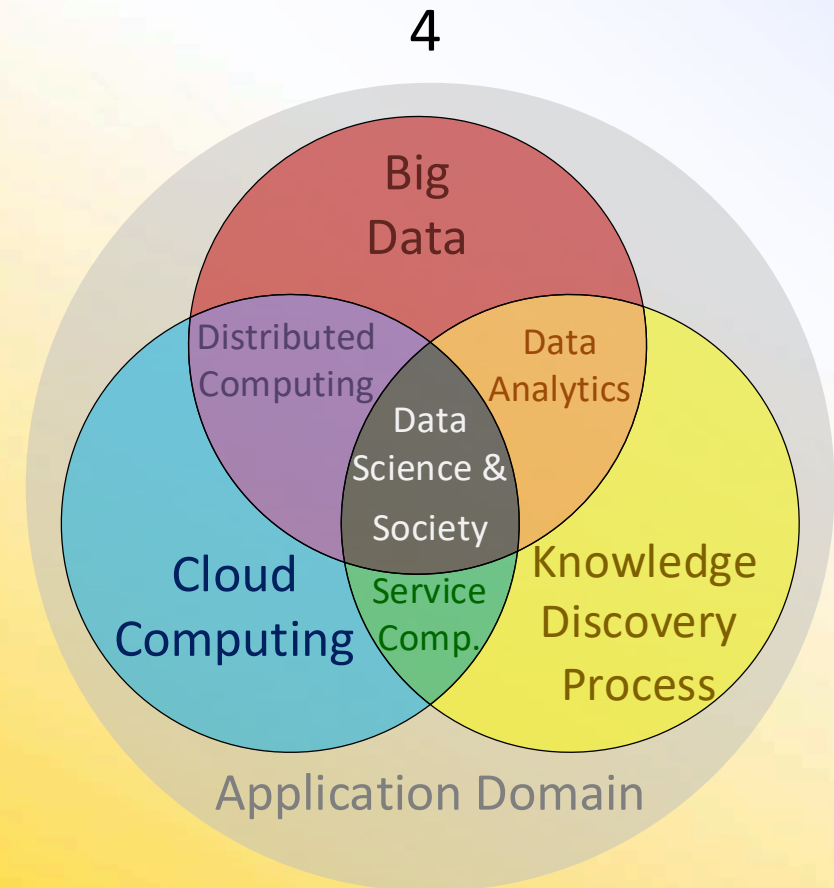 4
Big
Data
Distributed
Computing
Data
Analytics
Data
Science &
Society
Cloud
Computing
Service
Comp.
Knowledge
Discovery
Process
Application Domain